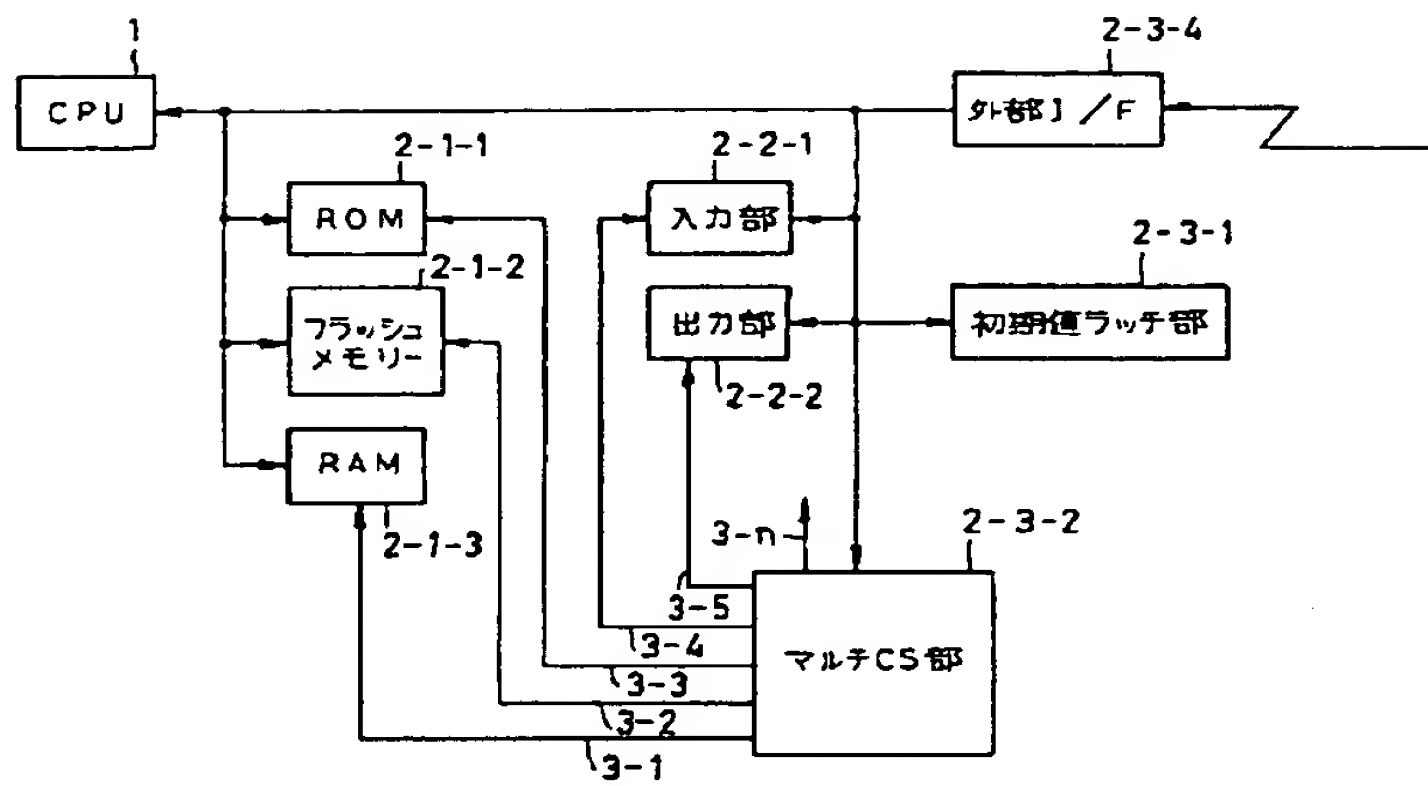 1
2-3-4
CPU
外部I/F
2-1-1
2-2-1
ROM
入力部
2-3-1
2-1-2
フラッシュ
メモリー
出力部
初期値ラッチ部
2-2-2
RAM
2-1-3
3-n
2-3-2
3-5
3-4
マルチCS部
3-3
3-2
3-1